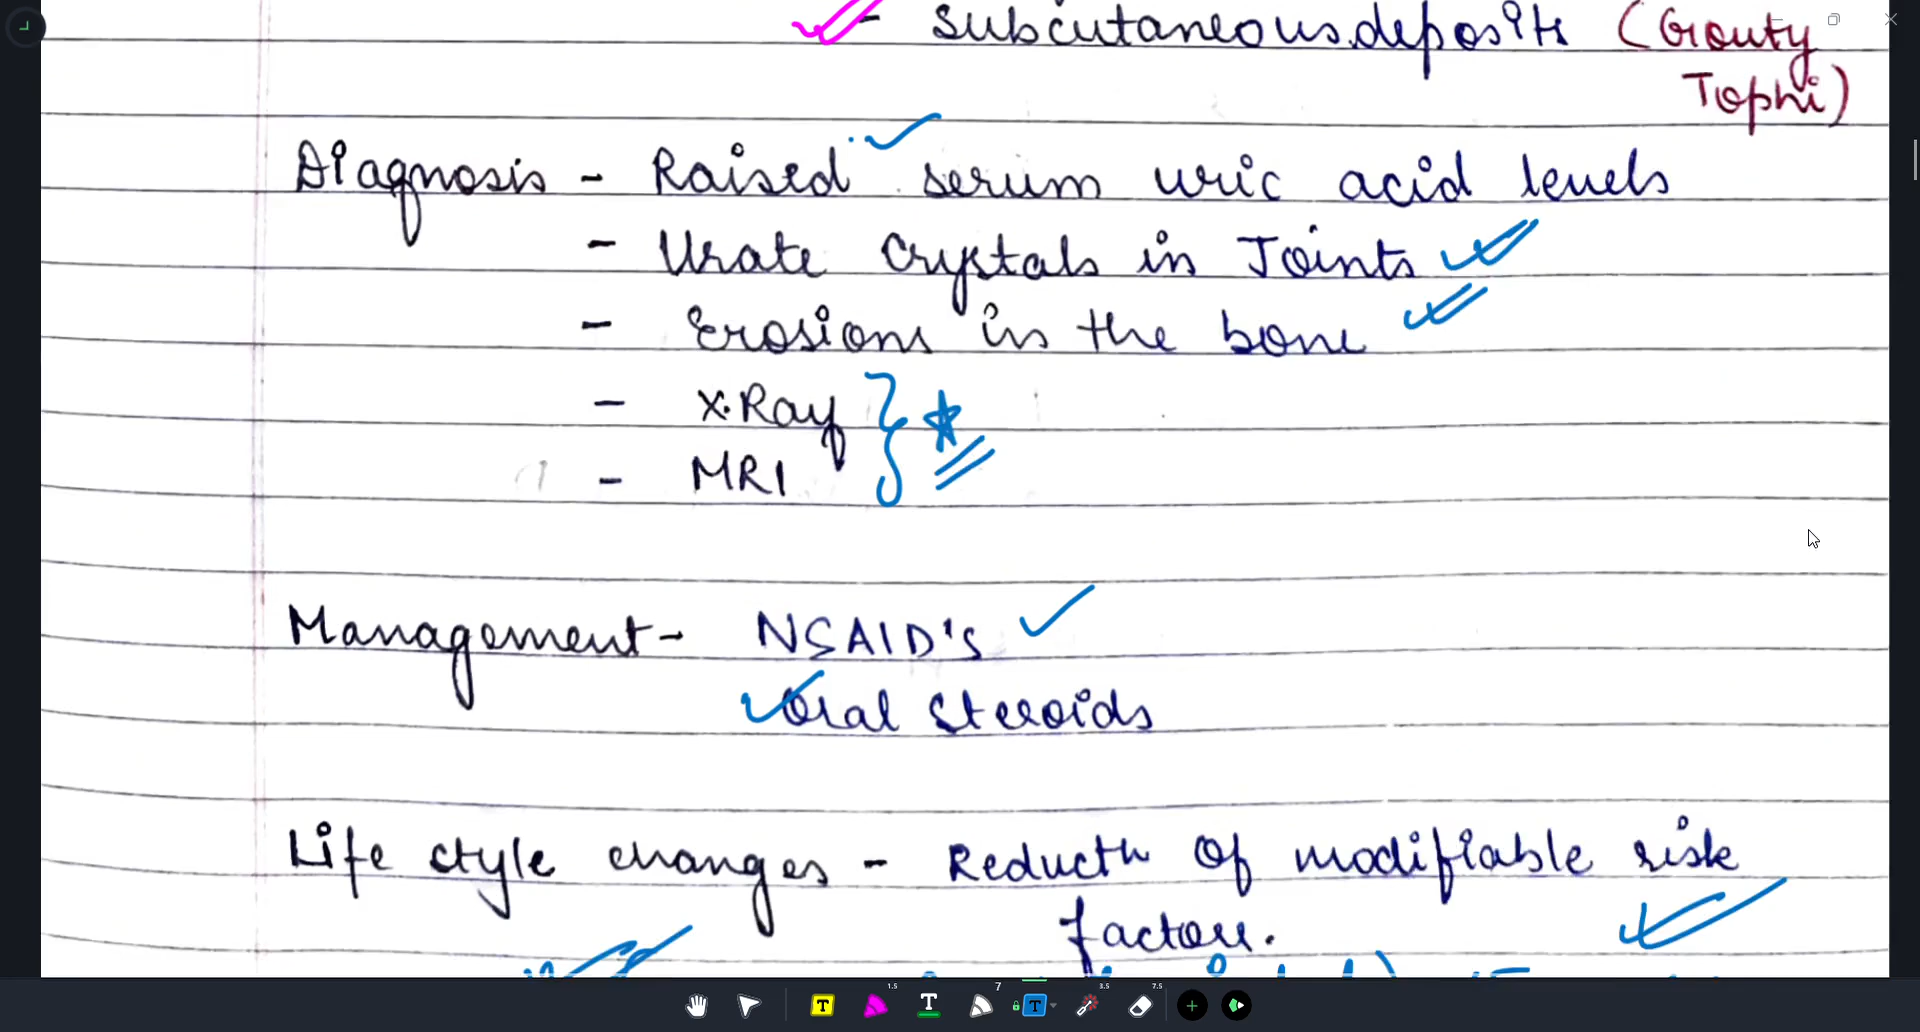 - Subcutaneous deposits (Gouty
Tophi)
Diagnosis - Raised serum uric acid levels
- Urate Crystals in Joints
- Erosions in the bone
- X.Ray
- MRI
Management- NSAID's
Oral Steroids
Life style changes - Reductn of modifiable risk
factors.